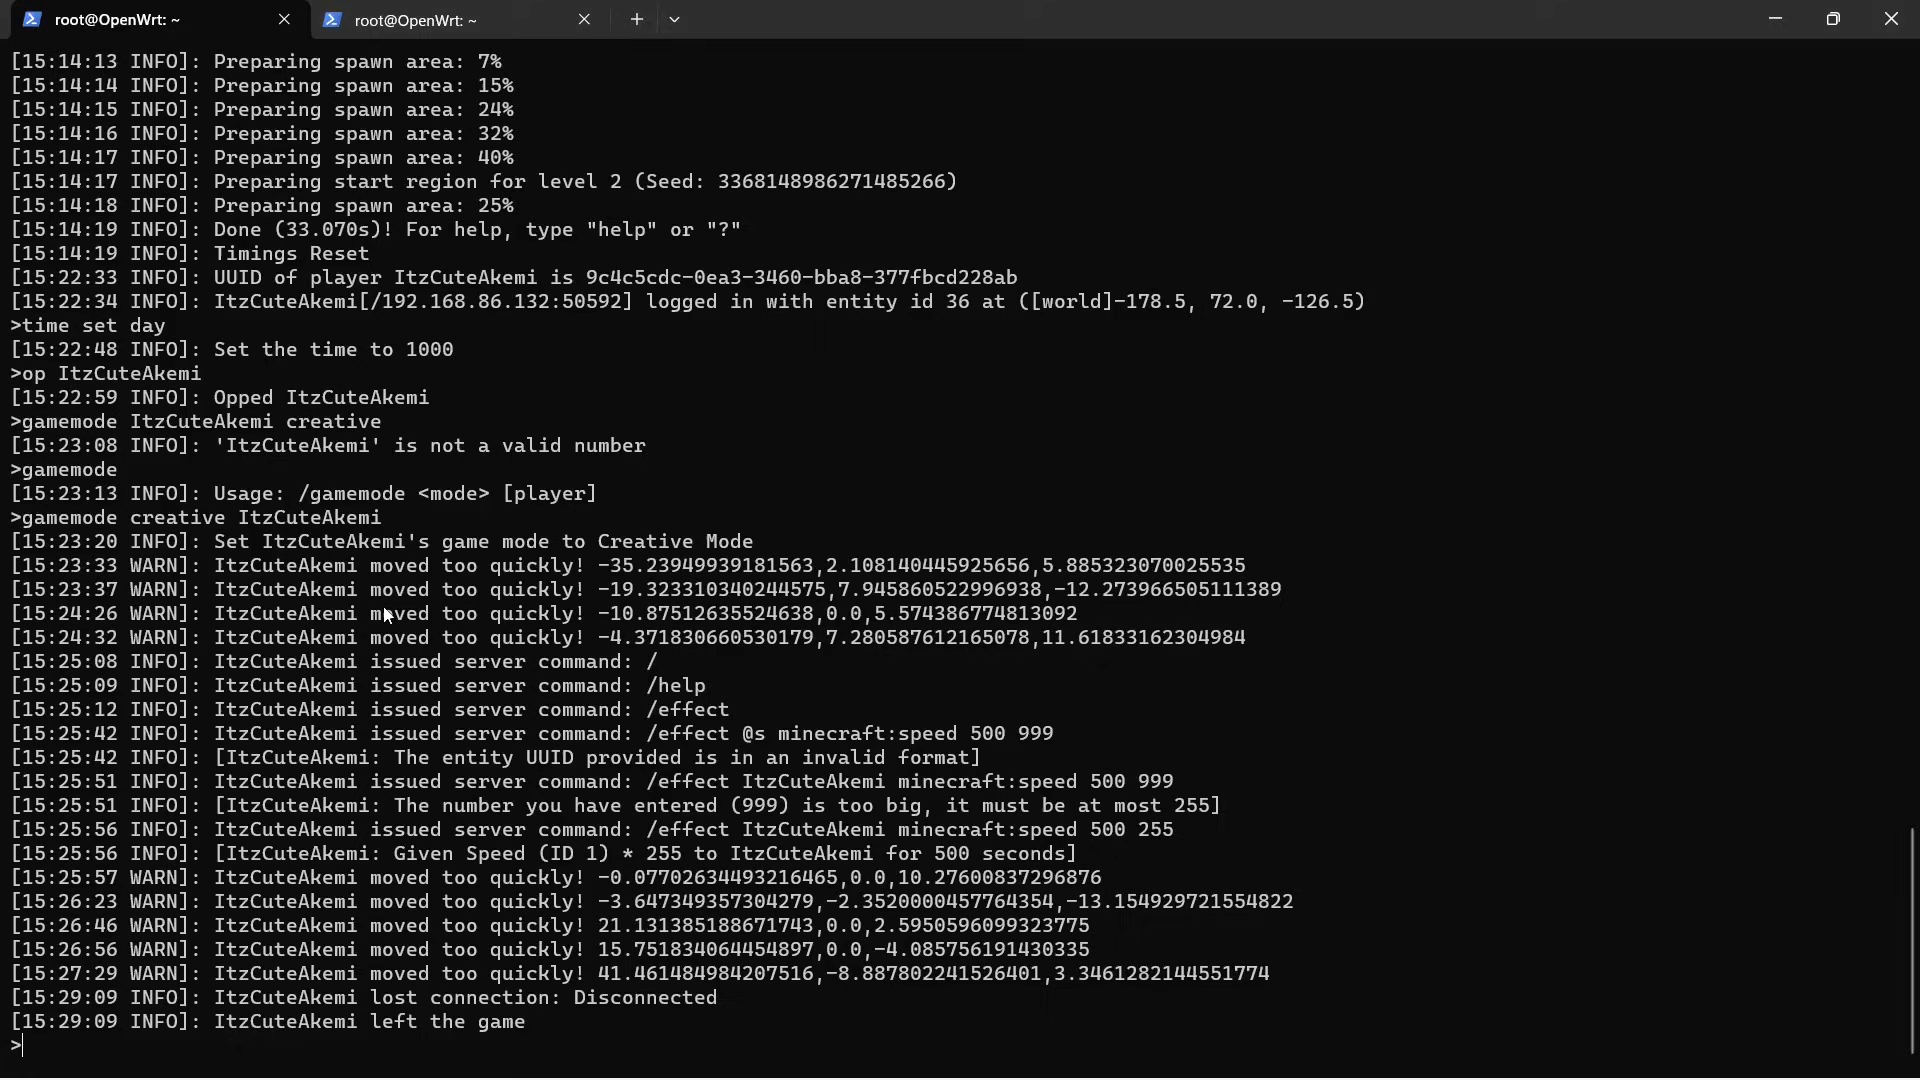 root@OpenWrt: ~
root@OpenWrt: ~
[15:14:13 INFO]: Preparing spawn area: 7%
[15:14:14 INFO]: Preparing spawn area: 15%
[15:14:15 INFO]: Preparing spawn area: 24%
[15:14:16 INFO]: Preparing spawn area: 32%
[15:14:17 INFO]: Preparing spawn area: 40%
[15:14:17 INFO]: Preparing start region for level 2 (Seed: 3368148986271485266)
[15:14:18 INFO]: Preparing spawn area: 25%
[15:14:19 INFO]: Done (33.070s)! For help, type "help" or "?"
[15:14:19 INFO]: Timings Reset
[15:22:33 INFO]: UUID of player ItzCuteAkemi is 9c4c5cdc-0ea3-3460-bba8-377fbcd228ab
[15:22:34 INFO]: ItzCuteAkemi[/192.168.86.132:50592] logged in with entity id 36 at ([world]-178.5, 72.0, -126.5)
>time set day
[15:22:48 INFO]: Set the time to 1000
>op ItzCuteAkemi
[15:22:59 INFO]: Opped ItzCuteAkemi
>gamemode ItzCuteAkemi creative
[15:23:08 INFO]: 'ItzCuteAkemi' is not a valid number
>gamemode
[15:23:13 INFO]: Usage: /gamemode <mode> [player]
>gamemode creative ItzCuteAkemi
[15:23:20 INFO]: Set ItzCuteAkemi's game mode to Creative Mode
[15:23:33 WARN]: ItzCuteAkemi moved too quickly! -35.23949939181563,2.108140445925656,5.885323070025535
[15:23:37 WARN]: ItzCuteAkemi moved too quickly! -19.323310340244575,7.945860522996938,-12.273966505111389
[15:24:26 WARN]: ItzCuteAkemi moved too quickly! -10.87512635524638,0.0,5.574386774813092
[15:24:32 WARN]: ItzCuteAkemi moved too quickly! -4.371830660530179,7.280587612165078,11.61833162304984
[15:25:08 INFO]: ItzCuteAkemi issued server command: /
[15:25:09 INFO]: ItzCuteAkemi issued server command: /help
[15:25:12 INFO]: ItzCuteAkemi issued server command: /effect
[15:25:42 INFO]: ItzCuteAkemi issued server command: /effect @s minecraft:speed 500 999
[15:25:42 INFO]: [ItzCuteAkemi: The entity UUID provided is in an invalid format]
[15:25:51 INFO]: ItzCuteAkemi issued server command: /effect ItzCuteAkemi minecraft:speed 500 999
[15:25:51 INFO]: [ItzCuteAkemi: The number you have entered (999) is too big, it must be at most 255]
[15:25:56 INFO]: ItzCuteAkemi issued server command: /effect ItzCuteAkemi minecraft:speed 500 255
[15:25:56 INFO]: [ItzCuteAkemi: Given Speed (ID 1) * 255 to ItzCuteAkemi for 500 seconds]
[15:25:57 WARN]: ItzCuteAkemi moved too quickly! -0.07702634493216465,0.0,10.27600837296876
[15:26:23 WARN]: ItzCuteAkemi moved too quickly! -3.647349357304279,-2.3520000457764354,-13.154929721554822
[15:26:46 WARN]: ItzCuteAkemi moved too quickly! 21.131385188671743,0.0,2.5950596099323775
[15:26:56 WARN]: ItzCuteAkemi moved too quickly! 15.751834064454897,0.0,-4.085756191430335
[15:27:29 WARN]: ItzCuteAkemi moved too quickly! 41.461484984207516,-8.887802241526401,3.3461282144551774
[15:29:09 INFO]: ItzCuteAkemi lost connection: Disconnected
[15:29:09 INFO]: ItzCuteAkemi left the game
>